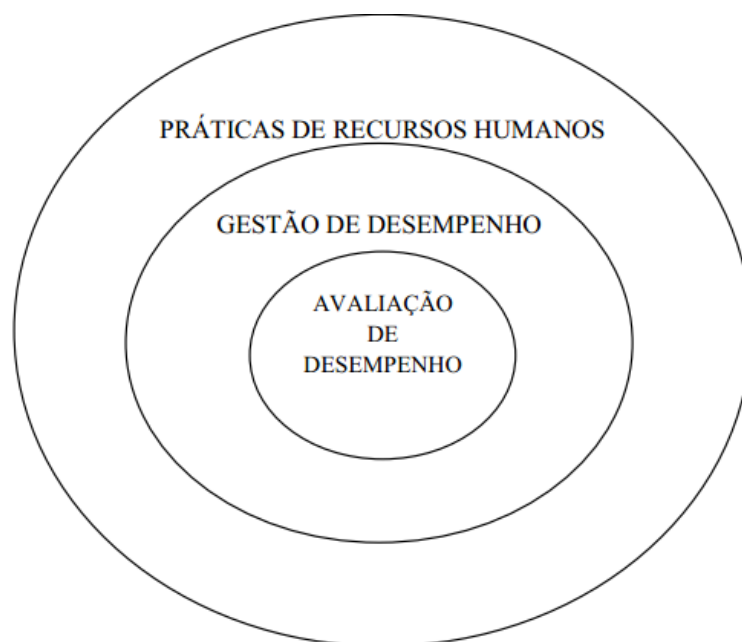 PRÁTICAS DE RECURSOS HUMANOS
GESTÃO DE DESEMPENHO
AVALIAÇÃO
DE
DESEMPENHO